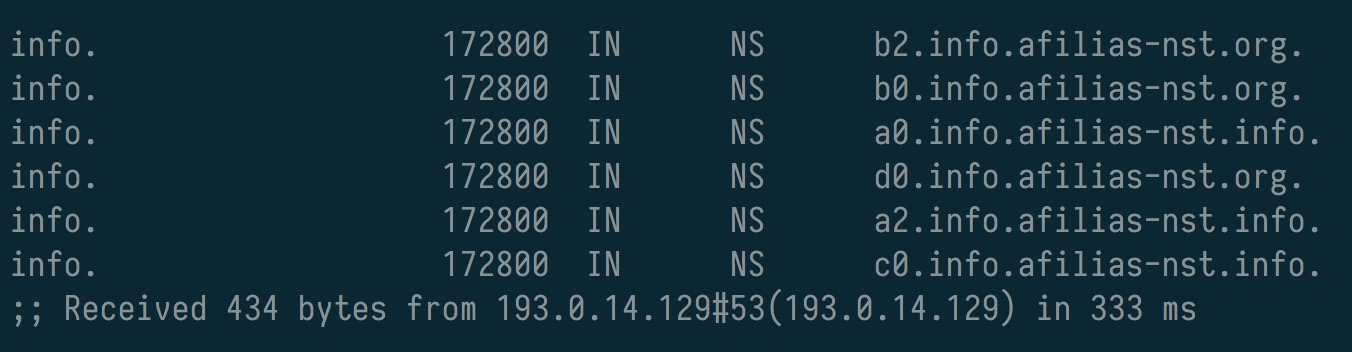 info. 172800 IN NS b2.info.afilias-nst.org.
info. 172800 IN NS b0.info.afilias-nst.org.
info. 172800 IN NS a0.info.afilias-nst.info.
info. 172800 IN NS d0.info.afilias-nst.org.
info. 172800 IN NS a2.info.afilias-nst.info.
info. 172800 IN NS c0.info.afilias-nst.info.
;; Received 434 bytes from 193.0.14.129#53(193.0.14.129) in 333 ms